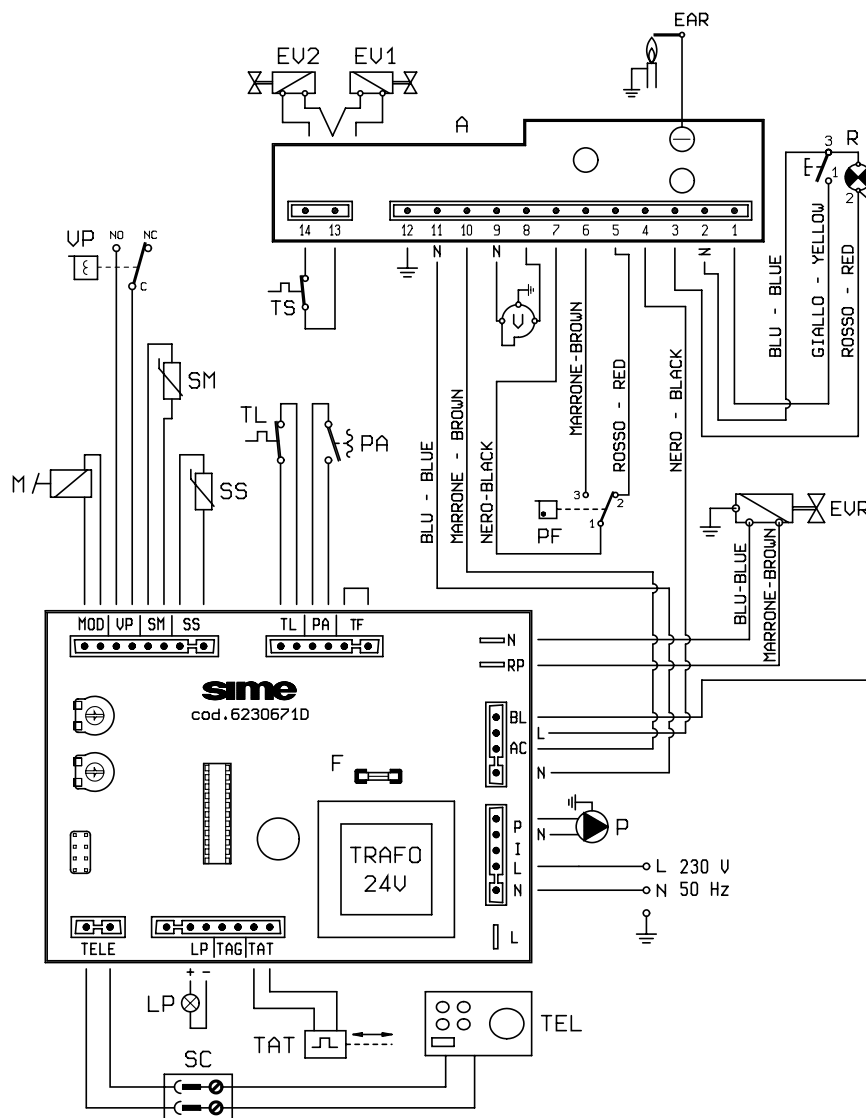 EAR
EV2
EV1
A
3
R
1
2
14
13
12
11
10
9
8
7
6
5
4
3
2
1
N
N
N
VP
NO
NC
C
TS
V
BLU - BLUE
GIALLO - YELLOW
ROSSO - RED
SM
TL
PA
M
SS
BLU - BLUE
MARRONE - BROWN
NERO-BLACK
MARRONE-BROWN
ROSSO - RED
NERO - BLACK
3
2
1
PF
EVR
BLU-BLUE
MARRONE-BROWN
MOD
VP
SM
SS
TL
PA
TF
N
RP
sime
cod.6230671D
BL
L
AC
N
F
TRAFO
24V
P
N
P
I
L
N
L 230 V
N 50 Hz
L
TELE
LP
TAG
TAT
+ -
LP
TAT
TEL
SC